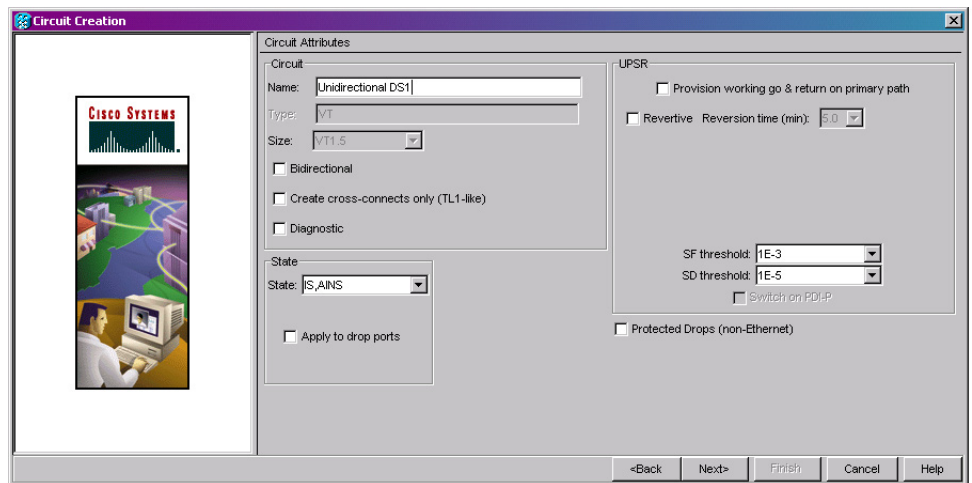 Circuit Creation
CISCO SYSTEMS
Circuit Attributes
Circuit
Name: Unidirectional DS1
Type: VT
Size: VT1.5
Bidirectional
Create cross-connects only (TL1-like)
Diagnostic
State
State: IS,AINS
Apply to drop ports
UPSR
Provision working go & return on primary path
Revertive Reversion time (min): 5.0
SF threshold: 1E-3
SD threshold: 1E-5
Switch on PDI-P
Protected Drops (non-Ethernet)
<Back Next> Finish Cancel Help